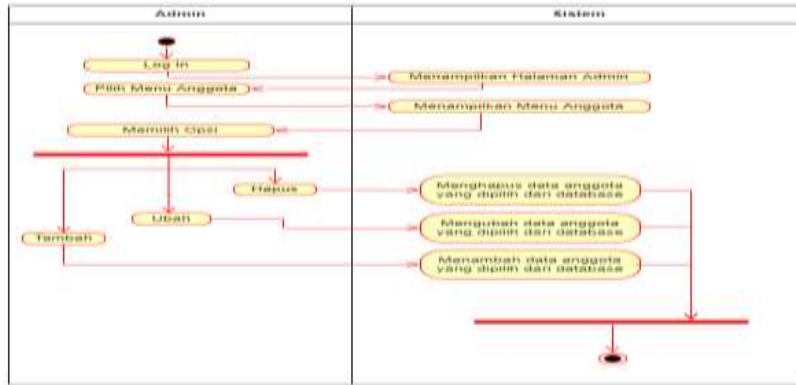 Admin
Sistem
Log In
Menampilkan Halaman Admin
Pilih Menu Anggota
Menampilkan Menu Anggota
Memilih Opsi
Hapus
Menghapus data anggota
yang dipilih dari database
Ubah
Mengubah data anggota
yang dipilih dari database
Tambah
Menambah data anggota
yang dipilih dari database